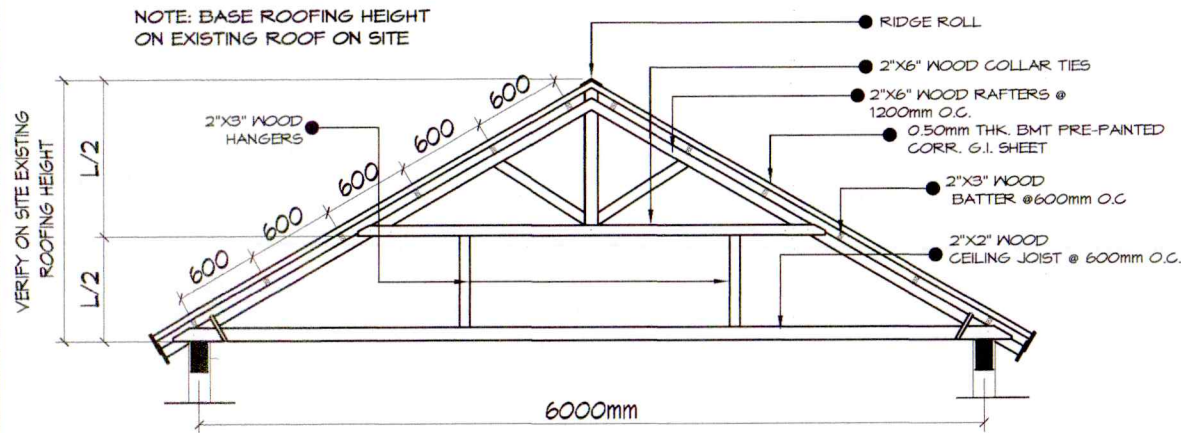 NOTE: BASE ROOFING HEIGHT
ON EXISTING ROOF ON SITE
RIDGE ROLL
2"X6" WOOD COLLAR TIES
2"X6" WOOD RAFTERS @
1200mm O.C.
0.50mm THK. BMT PRE-PAINTED
CORR. G.I. SHEET
2"X3" WOOD
BATTER @600mm O.C
2"X2" WOOD
CEILING JOIST @ 600mm O.C.
2"X3" WOOD
HANGERS
600
600
600
600
600
VERIFY ON SITE EXISTING
ROOFING HEIGHT
L/2
L/2
6000mm